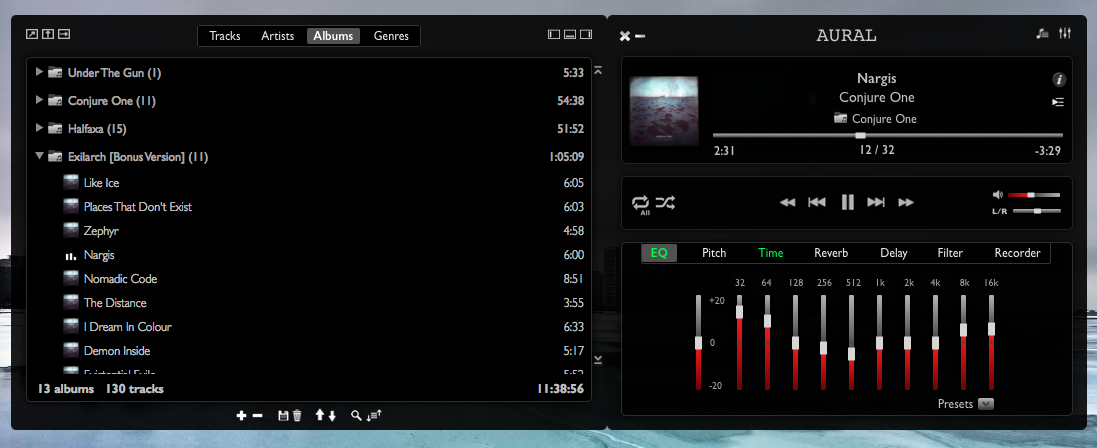 Tracks Artists Albums Genres
Under The Gun (1) 5:33
Conjure One (11) 54:38
Halfaxa (15) 51:52
Exilarch [Bonus Version] (11) 1:05:09
Like Ice 6:05
Places That Don't Exist 6:03
Zephyr 4:58
Nargis 6:00
Nomadic Code 8:51
The Distance 3:55
I Dream In Colour 6:33
Demon Inside 5:17
13 albums 130 tracks 11:38:56
AURAL
Nargis
Conjure One
Conjure One
2:31 12 / 32 -3:29
All
L/R
EQ Pitch Time Reverb Delay Filter Recorder
32 64 128 256 512 1k 2k 4k 8k 16k
+20
0
-20
Presets